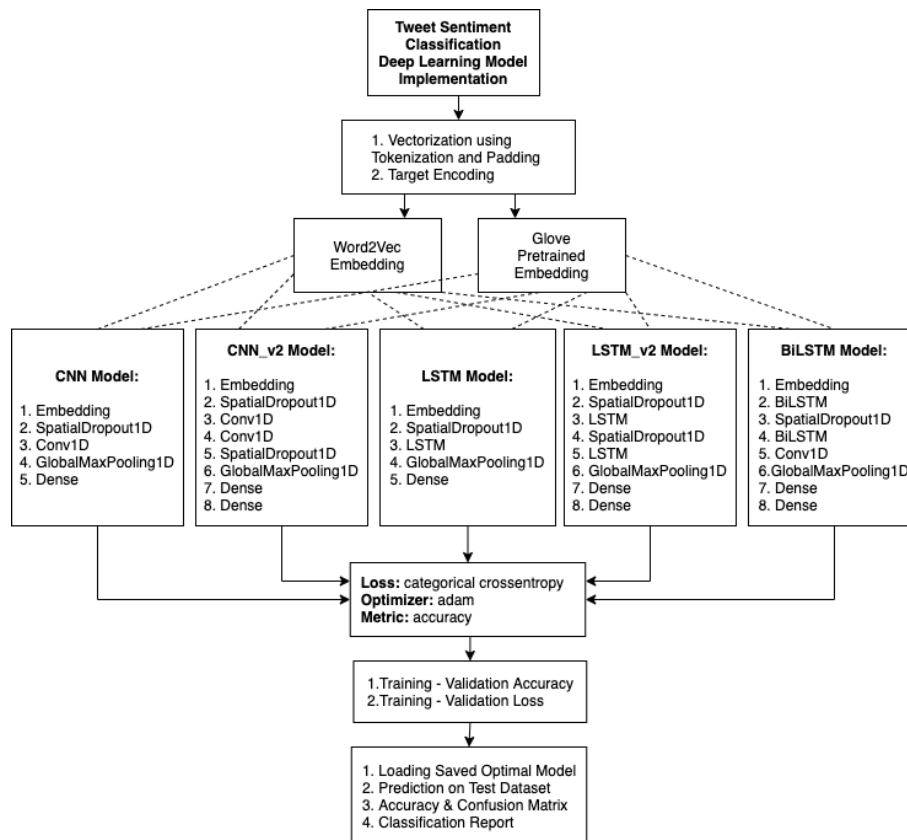 Tweet Sentiment
Classification
Deep Learning Model
Implementation
1. Vectorization using
Tokenization and Padding
2. Target Encoding
Word2Vec
Embedding
Glove
Pretrained
Embedding
CNN Model:
1. Embedding
2. SpatialDropout1D
3. Conv1D
4. GlobalMaxPooling1D
5. Dense
CNN_v2 Model:
1. Embedding
2. SpatialDropout1D
3. Conv1D
4. Conv1D
5. SpatialDropout1D
6. GlobalMaxPooling1D
7. Dense
8. Dense
LSTM Model:
1. Embedding
2. SpatialDropout1D
3. LSTM
4. GlobalMaxPooling1D
5. Dense
LSTM_v2 Model:
1. Embedding
2. SpatialDropout1D
3. LSTM
4. SpatialDropout1D
5. LSTM
6. GlobalMaxPooling1D
7. Dense
8. Dense
BiLSTM Model:
1. Embedding
2. BiLSTM
3. SpatialDropout1D
4. BiLSTM
5. Conv1D
6.GlobalMaxPooling1D
7. Dense
8. Dense
Loss: categorical crossentropy
Optimizer: adam
Metric: accuracy
1.Training - Validation Accuracy
2.Training - Validation Loss
1. Loading Saved Optimal Model
2. Prediction on Test Dataset
3. Accuracy & Confusion Matrix
4. Classification Report